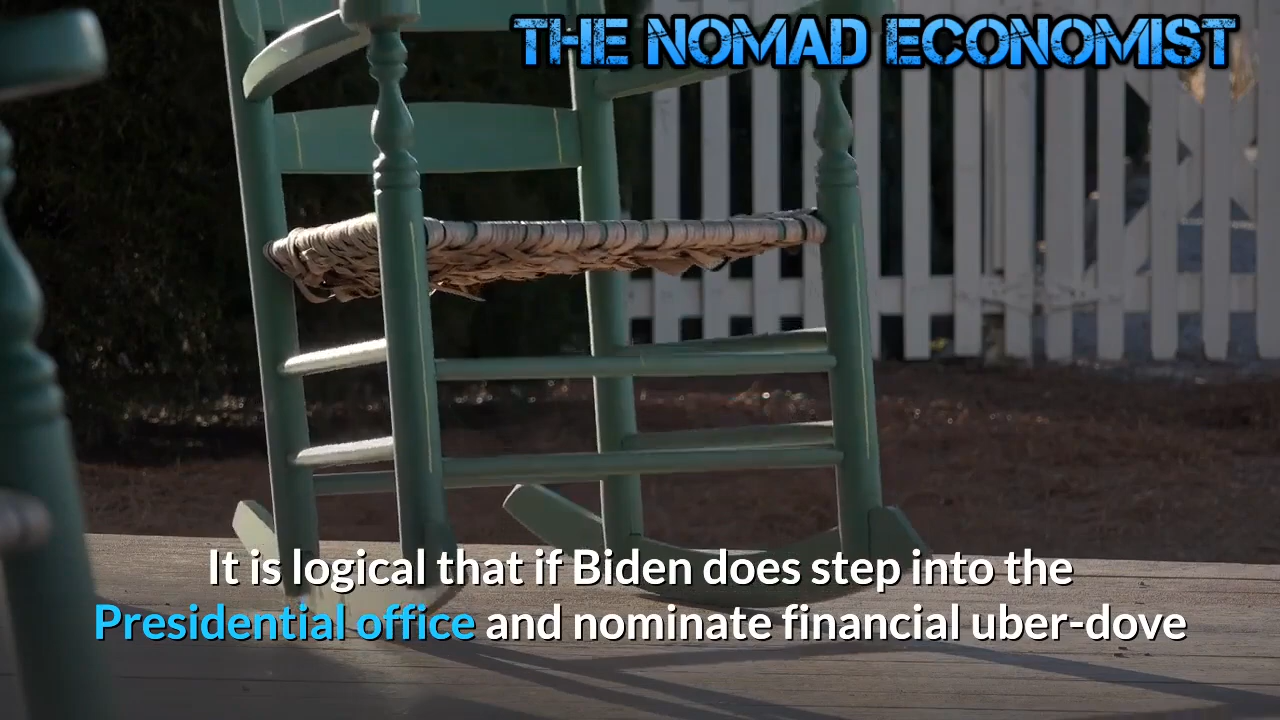 THE NOMAD ECONOMIST
It is logical that if Biden does step into the
Presidential office and nominate financial uber-dove